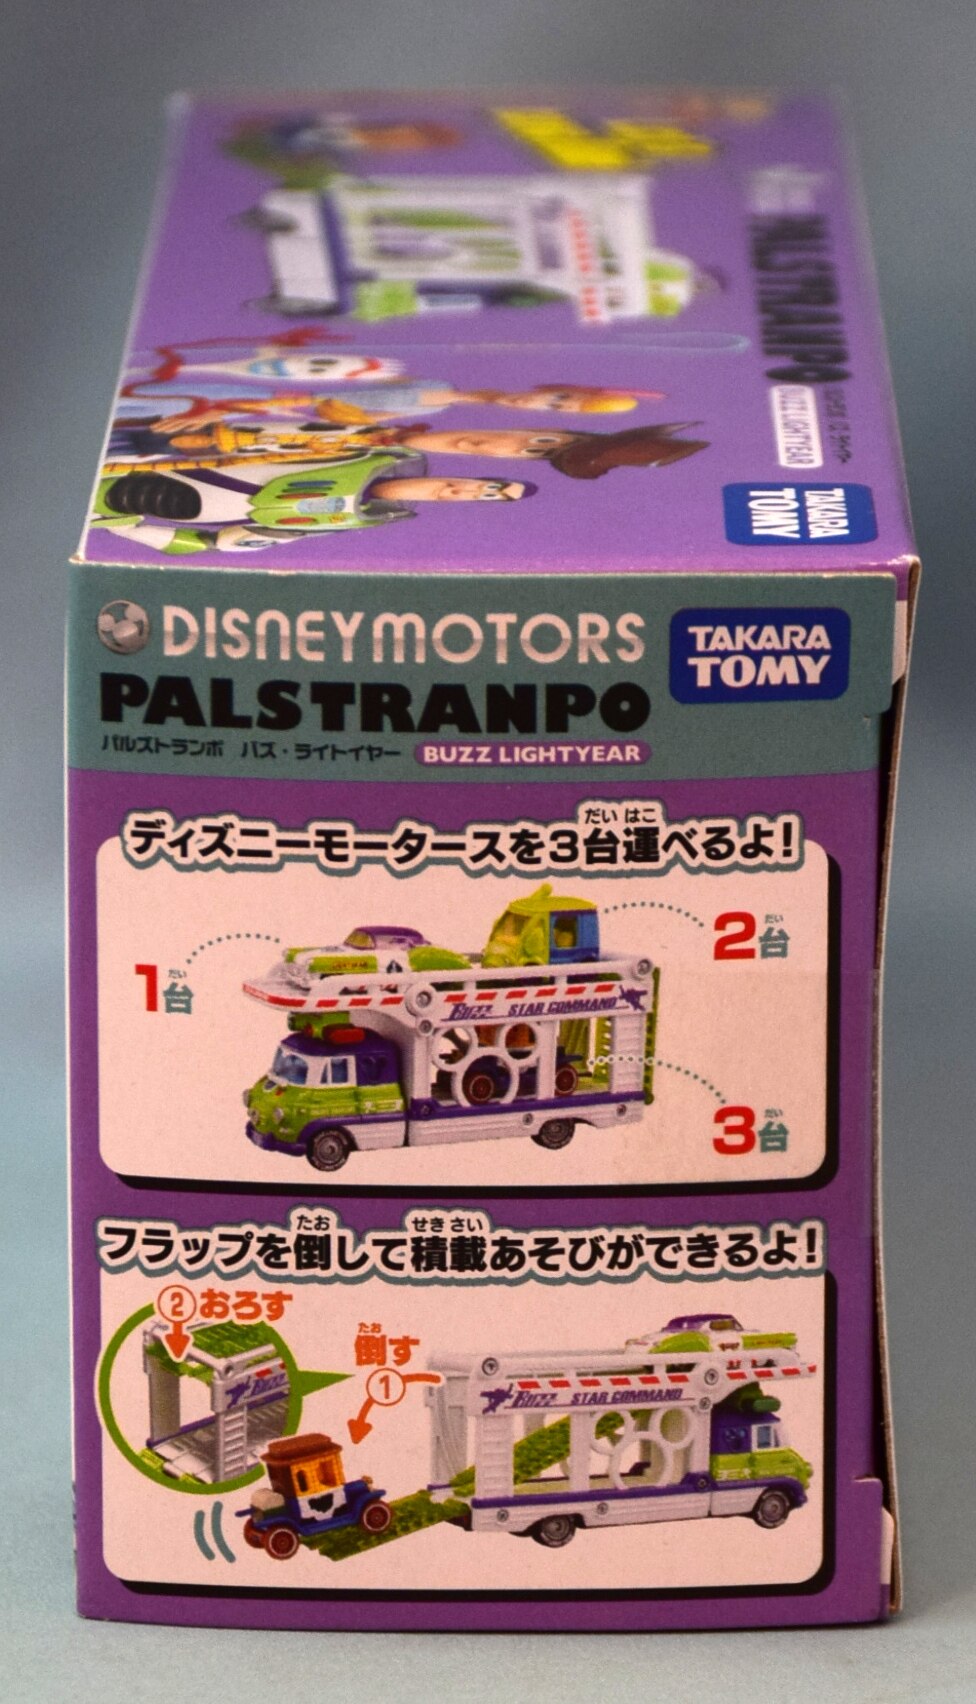 PALSTRANPO
BUZZ LIGHTYEAR
TAKARA
TOMY
DISNEY MOTORS
TAKARA
TOMY
PALSTRANPO
パルズトランポ バズ・ライトイヤー
BUZZ LIGHTYEAR
だい はこ
ディズニーモータースを3台運べるよ!
だい
1台
だい
2台
Buzz STAR COMMAND
だい
3台
たお せきさい
フラップを倒して積載あそびができるよ!
②おろす
たお
倒す
①
Buzz
Buzz STAR COMMAND